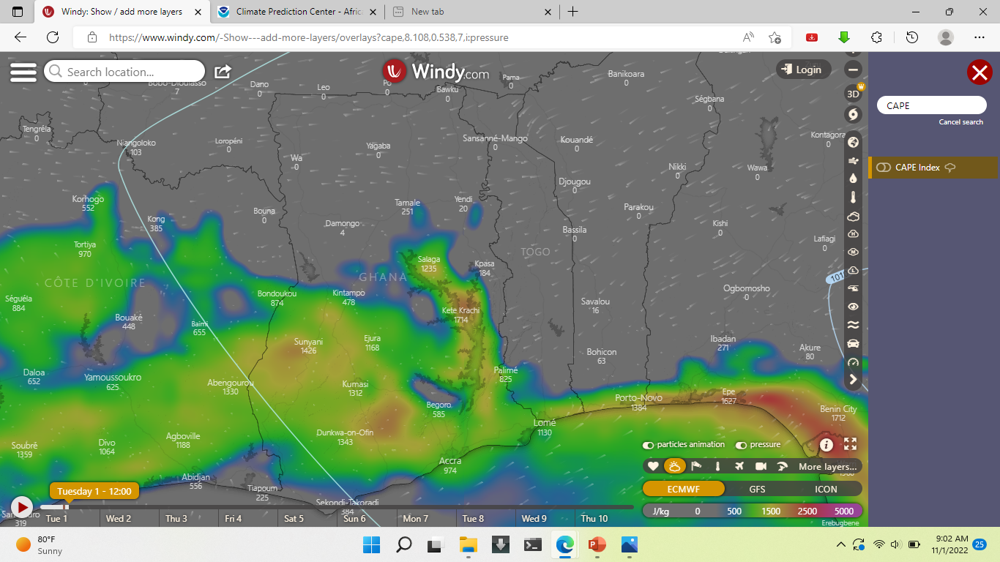 Windy: Show / add more layers
Climate Prediction Center - Afric
New tab
https://www.windy.com/-Show---add-more-layers/overlays?cape,8.108,0.538,7,i:pressure
Search location...
Windy.com
Login
CAPE
Cancel search
CAPE Index
3D
Bobo-Dioulasso
7
Dano
0
Leo
0
Po
0
Bawku
0
Pama
0
Banikoara
0
Ségbana
0
Tengréla
0
Niangoloko
103
Loropéni
0
Wa
0
Yagaba
0
Sansanné-Mango
0
Kouandé
0
Kontagora
0
Nikki
0
Wawa
0
Djougou
0
Korhogo
552
Kong
385
Bouna
0
Tamale
251
Yendi
20
Parakou
0
Damongo
4
Bassila
0
Kishi
0
Lafiagi
0
Tortiya
970
Salaga
1235
Kpasa
184
TOGO
CÔTE D'IVOIRE
GHANA
101
Séguéla
884
Bondoukou
874
Kintampo
478
Ogbomosho
0
Bouaké
448
Baimi
655
Kete Krachi
1714
Savalou
16
Sunyani
1426
Ejura
1168
Ibadan
271
Akure
80
Bohicon
63
Daloa
652
Yamoussoukro
625
Abengourou
1330
Kumasi
1312
Palimé
825
Begoro
585
Porto-Novo
1384
Epe
1627
Benin City
1712
Lomé
1130
Soubré
1359
Divo
1064
Agboville
1188
Dunkwa-on-Ofin
1343
Accra
974
particles animation
pressure
More layers...
Abidjan
556
Tiapoum
225
Sekondi-Takoradi
384
319
Tuesday 1 - 12:00
ECMWF
GFS
ICON
J/kg
0
500
1500
2500
5000
Erebugbene
Tue 1
Wed 2
Thu 3
Fri 4
Sat 5
Sun 6
Mon 7
Tue 8
Wed 9
Thu 10
80°F
Sunny
9:02 AM
11/1/2022
25